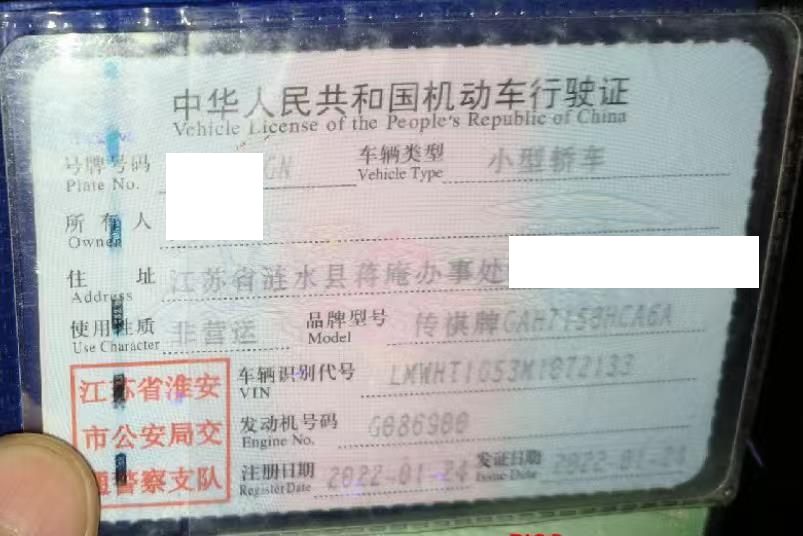 中华人民共和国机动车行驶证
Vehicle License of the People's Republic of China
号牌号码 GN 车辆类型 小型轿车
Plate No. Vehicle Type
所有人
Owner
住址 江苏省涟水县蒋庵办事处
Address
使用性质 非营运 品牌型号 传祺牌GAH7158HCA6A
Use Character Model
江苏省淮安 车辆识别代号 LMWHT1G53M1872133
VIN
市公安局交 发动机号码 G086900
Engine No.
通警察支队 注册日期 2022-01-24 发证日期 2022-01-24
Register Date Issue Date